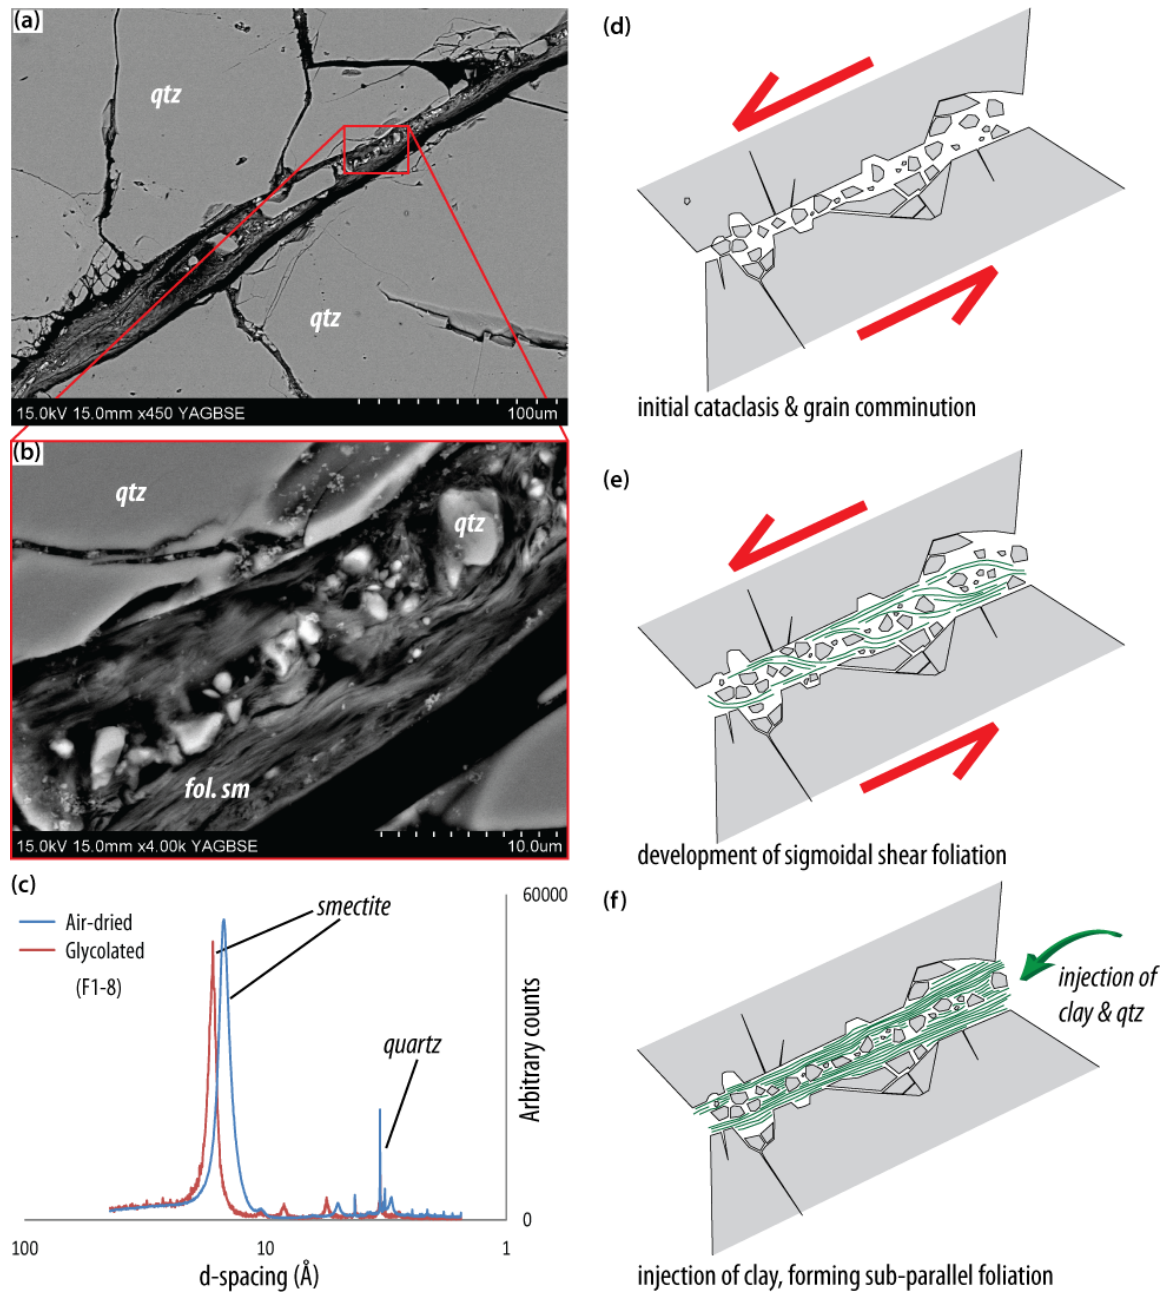 (a)
qtz
qtz
15.0kV 15.0mm x450 YAGBSE
100um
(b)
qtz
qtz
fol. sm
15.0kV 15.0mm x4.00k YAGBSE
10.0um
(c)
60000
Air-dried
Glycolated
(F1-8)
smectite
quartz
Arbitrary counts
0
100
10
1
d-spacing (Å)
(d)
initial cataclasis & grain comminution
(e)
development of sigmoidal shear foliation
(f)
injection of
clay & qtz
injection of clay, forming sub-parallel foliation